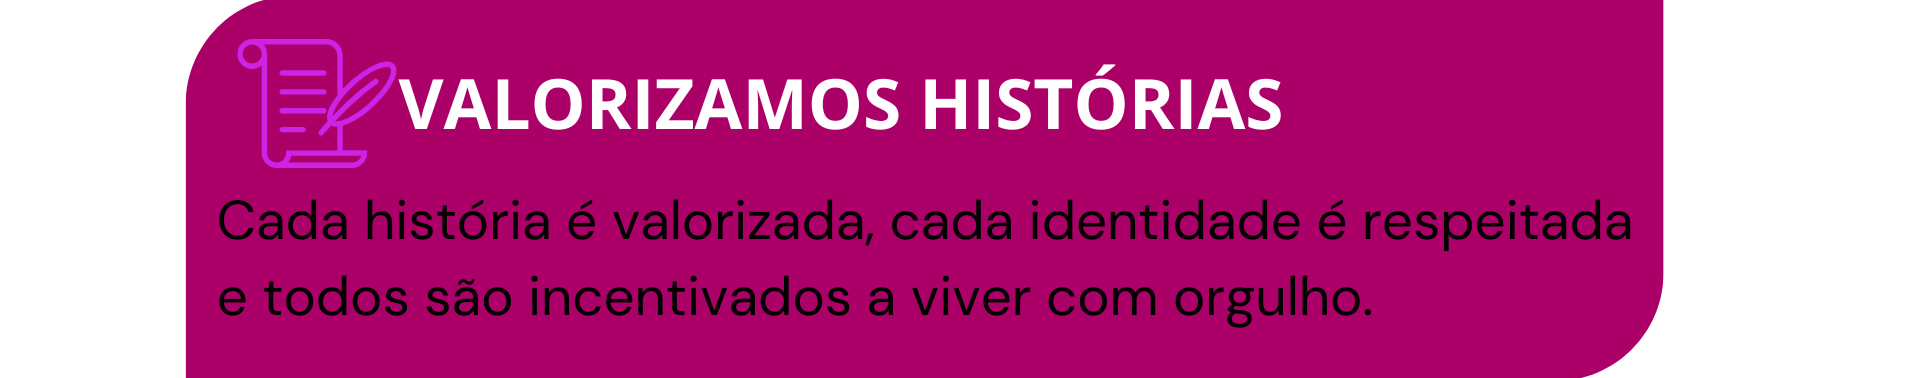 VALORIZAMOS HISTÓRIAS
Cada história é valorizada, cada identidade é respeitada
e todos são incentivados a viver com orgulho.